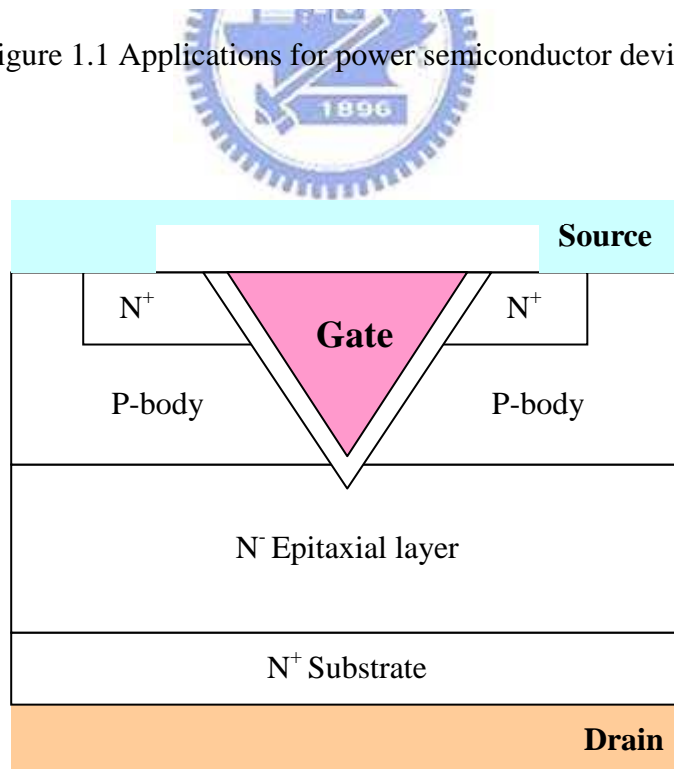 igure 1.1 Applications for power semiconductor devi
1896
Source
N⁺ N⁺
Gate
P-body P-body
N⁻ Epitaxial layer
N⁺ Substrate
Drain